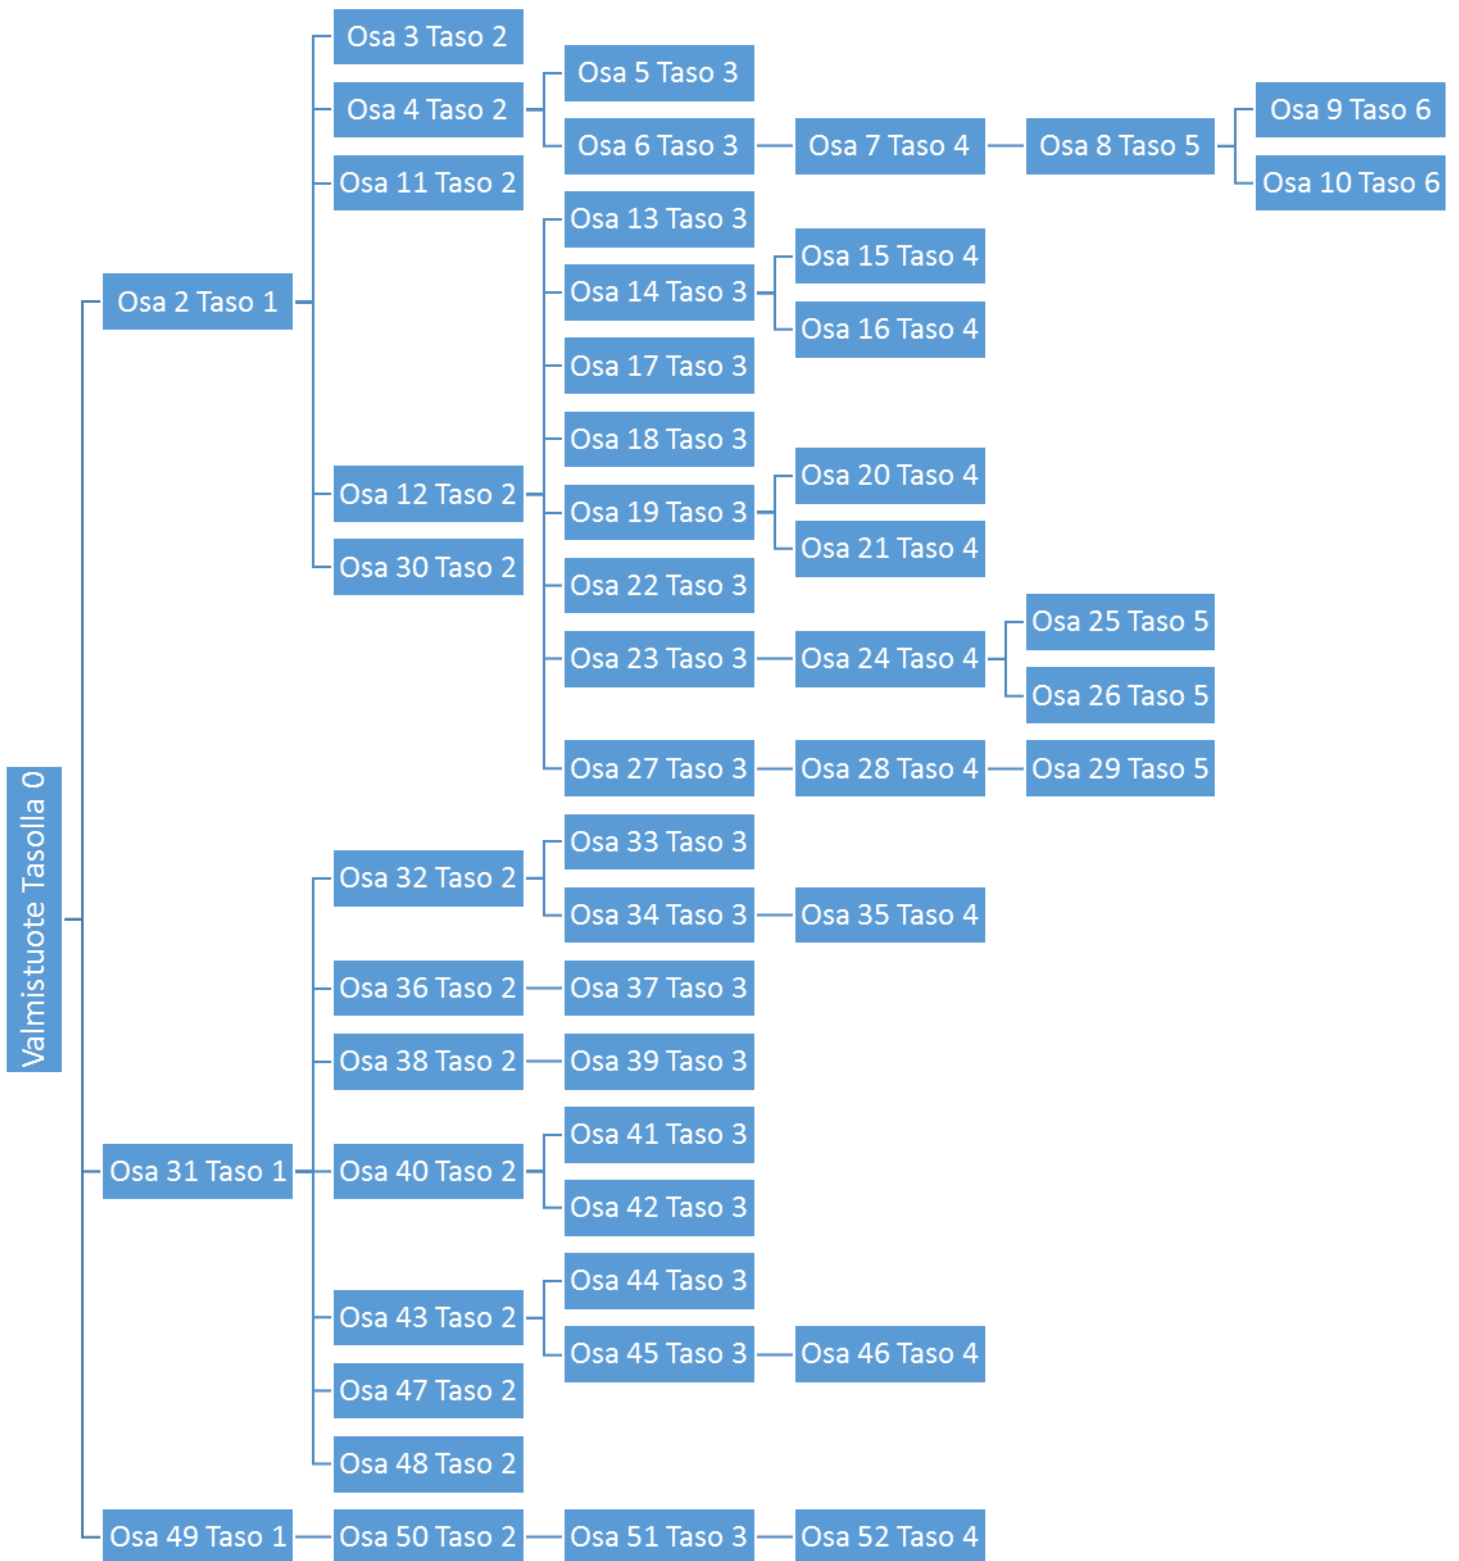 Valmistuote Tasolla 0
Osa 2 Taso 1
Osa 3 Taso 2
Osa 4 Taso 2
Osa 5 Taso 3
Osa 6 Taso 3
Osa 7 Taso 4
Osa 8 Taso 5
Osa 9 Taso 6
Osa 10 Taso 6
Osa 11 Taso 2
Osa 12 Taso 2
Osa 13 Taso 3
Osa 14 Taso 3
Osa 15 Taso 4
Osa 16 Taso 4
Osa 17 Taso 3
Osa 18 Taso 3
Osa 19 Taso 3
Osa 20 Taso 4
Osa 21 Taso 4
Osa 22 Taso 3
Osa 23 Taso 3
Osa 24 Taso 4
Osa 25 Taso 5
Osa 26 Taso 5
Osa 27 Taso 3
Osa 28 Taso 4
Osa 29 Taso 5
Osa 30 Taso 2
Osa 31 Taso 1
Osa 32 Taso 2
Osa 33 Taso 3
Osa 34 Taso 3
Osa 35 Taso 4
Osa 36 Taso 2
Osa 37 Taso 3
Osa 38 Taso 2
Osa 39 Taso 3
Osa 40 Taso 2
Osa 41 Taso 3
Osa 42 Taso 3
Osa 43 Taso 2
Osa 44 Taso 3
Osa 45 Taso 3
Osa 46 Taso 4
Osa 47 Taso 2
Osa 48 Taso 2
Osa 49 Taso 1
Osa 50 Taso 2
Osa 51 Taso 3
Osa 52 Taso 4